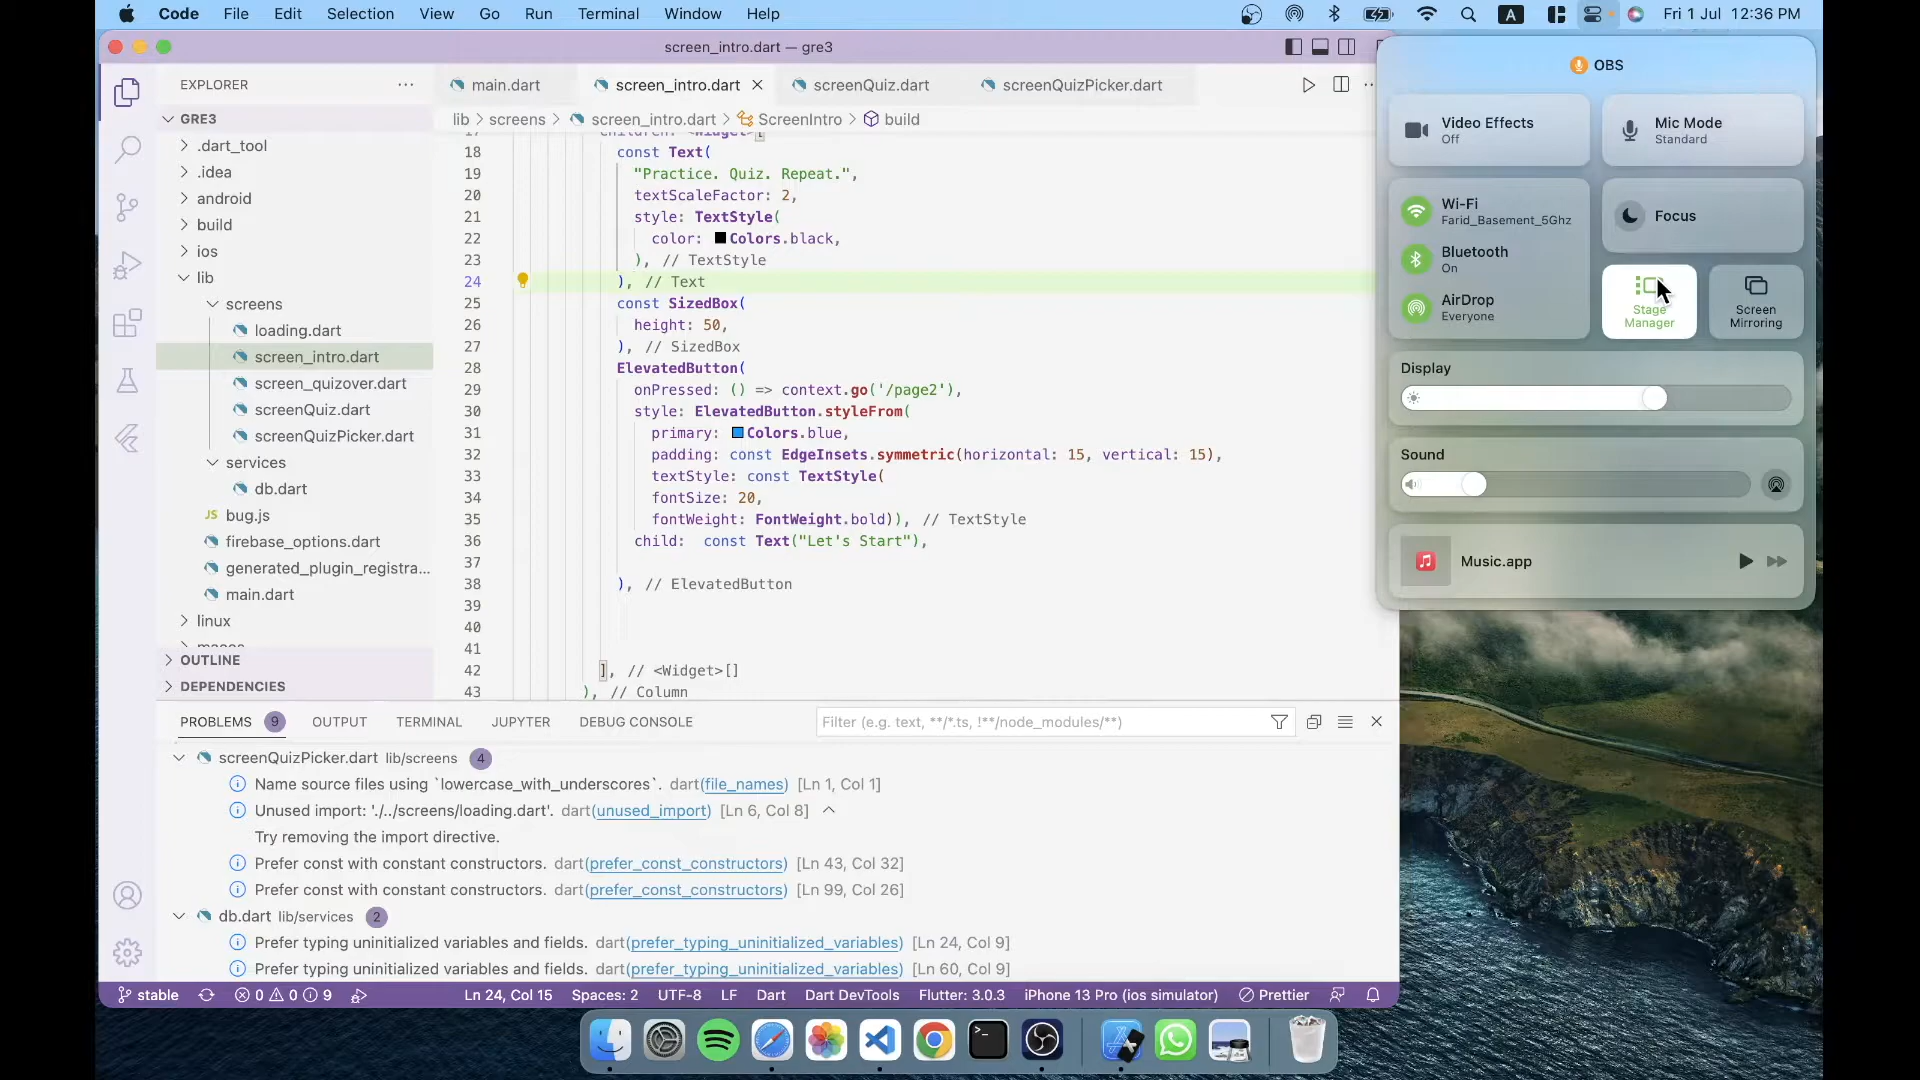 Code File Edit Selection View Go Run Terminal Window Help
A
Fri 1 Jul 12:36 PM
screen_intro.dart — gre3
EXPLORER
GRE3
.dart_tool
.idea
android
build
ios
lib
screens
loading.dart
screen_intro.dart
screen_quizover.dart
screenQuiz.dart
screenQuizPicker.dart
services
db.dart
JS bug.js
firebase_options.dart
generated_plugin_registra...
main.dart
linux
OUTLINE
DEPENDENCIES
main.dart screen_intro.dart screenQuiz.dart screenQuizPicker.dart
lib > screens > screen_intro.dart > ScreenIntro > build
17 children: <Widget>[
18 const Text(
19 "Practice. Quiz. Repeat.",
20 textScaleFactor: 2,
21 style: TextStyle(
22 color: Colors.black,
23 ), // TextStyle
24 ), // Text
25 const SizedBox(
26 height: 50,
27 ), // SizedBox
28 ElevatedButton(
29 onPressed: () => context.go('/page2'),
30 style: ElevatedButton.styleFrom(
31 primary: Colors.blue,
32 padding: const EdgeInsets.symmetric(horizontal: 15, vertical: 15),
33 textStyle: const TextStyle(
34 fontSize: 20,
35 fontWeight: FontWeight.bold)), // TextStyle
36 child: const Text("Let's Start"),
37
38 ), // ElevatedButton
39
40
41
42 ], // <Widget>[]
43 ), // Column
PROBLEMS 9 OUTPUT TERMINAL JUPYTER DEBUG CONSOLE
Filter (e.g. text, **/*.ts, !**/node_modules/**)
screenQuizPicker.dart lib/screens 4
Name source files using `lowercase_with_underscores`. dart(file_names) [Ln 1, Col 1]
Unused import: './../screens/loading.dart'. dart(unused_import) [Ln 6, Col 8]
Try removing the import directive.
Prefer const with constant constructors. dart(prefer_const_constructors) [Ln 43, Col 32]
Prefer const with constant constructors. dart(prefer_const_constructors) [Ln 99, Col 26]
db.dart lib/services 2
Prefer typing uninitialized variables and fields. dart(prefer_typing_uninitialized_variables) [Ln 24, Col 9]
Prefer typing uninitialized variables and fields. dart(prefer_typing_uninitialized_variables) [Ln 60, Col 9]
stable 0 0 9 Ln 24, Col 15 Spaces: 2 UTF-8 LF Dart Dart DevTools Flutter: 3.0.3 iPhone 13 Pro (ios simulator) Prettier
OBS
Video Effects
Off
Mic Mode
Standard
Wi-Fi
Farid_Basement_5Ghz
Bluetooth
On
AirDrop
Everyone
Focus
Stage
Manager
Screen
Mirroring
Display
Sound
Music.app